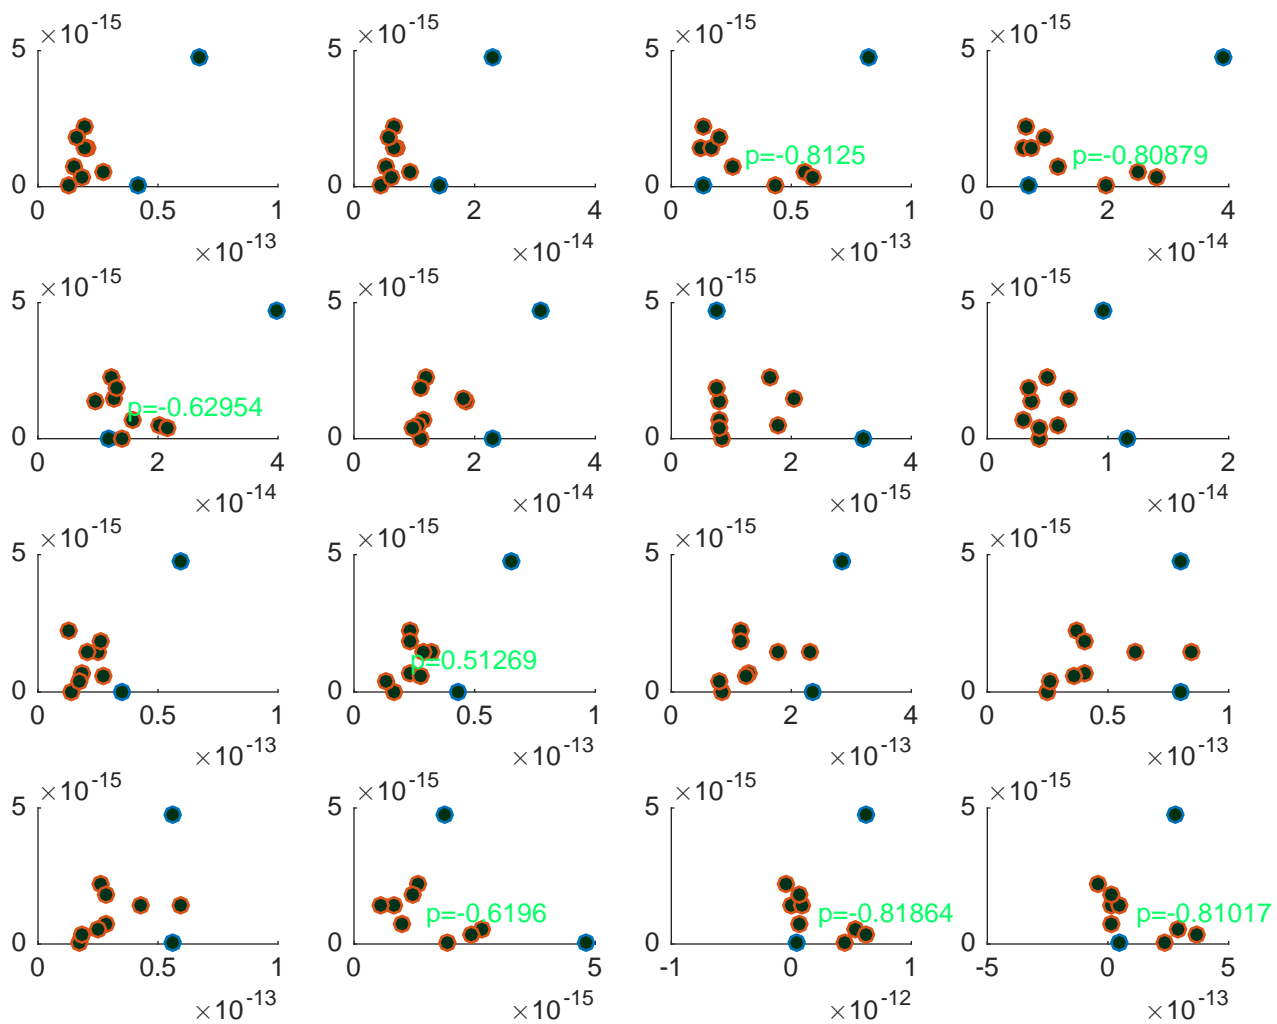 ×10-15 ×10-15 ×10-15 ×10-15
5 5 5 5
p=-0.8125 p=-0.80879
0 0 0 0
0 0.5 1 0 2 4 0 0.5 1 0 2 4
×10-13 ×10-14 ×10-13 ×10-14
×10-15 ×10-15 ×10-15 ×10-15
5 5 5 5
p=-0.62954
0 0 0 0
0 2 4 0 2 4 0 2 4 0 1 2
×10-14 ×10-14 ×10-15 ×10-14
×10-15 ×10-15 ×10-15 ×10-15
5 5 5 5
p=0.51269
0 0 0 0
0 0.5 1 0 0.5 1 0 2 4 0 0.5 1
×10-13 ×10-13 ×10-13 ×10-13
×10-15 ×10-15 ×10-15 ×10-15
5 5 5 5
p=-0.6196 p=-0.81864 p=-0.81017
0 0 0 0
0 0.5 1 0 5 -1 0 1 -5 0 5
×10-13 ×10-15 ×10-12 ×10-13